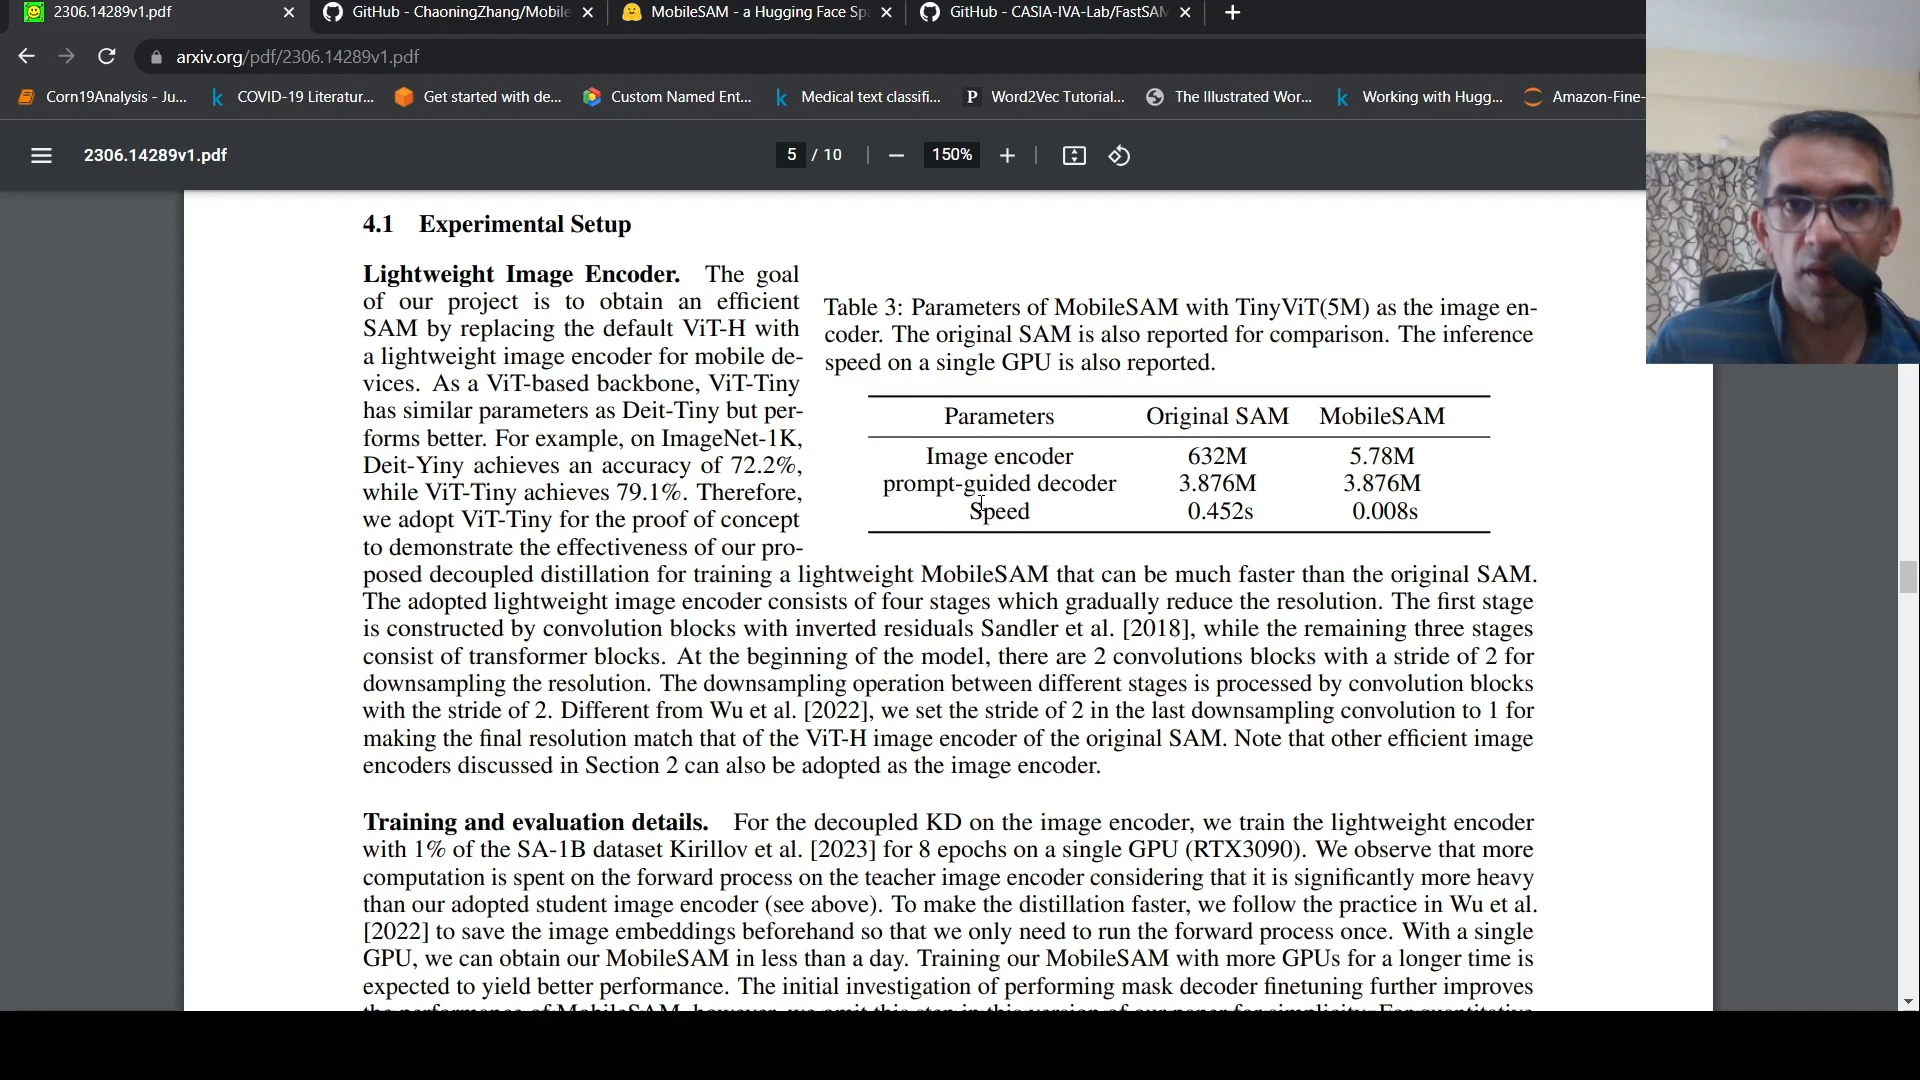 2306.14289v1.pdf
GitHub - ChaoningZhang/Mobile
MobileSAM - a Hugging Face Sp
GitHub - CASIA-IVA-Lab/FastSAM
arxiv.org/pdf/2306.14289v1.pdf
Corn19Analysis - Ju...
COVID-19 Literatur...
Get started with de...
Custom Named Ent...
Medical text classifi...
Word2Vec Tutorial...
The Illustrated Wor...
Working with Hugg...
Amazon-Fine-
2306.14289v1.pdf
5 / 10
150%
4.1 Experimental Setup
Lightweight Image Encoder. The goal
of our project is to obtain an efficient
SAM by replacing the default ViT-H with
a lightweight image encoder for mobile de-
vices. As a ViT-based backbone, ViT-Tiny
has similar parameters as Deit-Tiny but per-
forms better. For example, on ImageNet-1K,
Deit-Yiny achieves an accuracy of 72.2%,
while ViT-Tiny achieves 79.1%. Therefore,
we adopt ViT-Tiny for the proof of concept
to demonstrate the effectiveness of our pro-
Table 3: Parameters of MobileSAM with TinyViT(5M) as the image en-
coder. The original SAM is also reported for comparison. The inference
speed on a single GPU is also reported.
Parameters Original SAM MobileSAM
Image encoder 632M 5.78M
prompt-guided decoder 3.876M 3.876M
Speed 0.452s 0.008s
posed decoupled distillation for training a lightweight MobileSAM that can be much faster than the original SAM.
The adopted lightweight image encoder consists of four stages which gradually reduce the resolution. The first stage
is constructed by convolution blocks with inverted residuals Sandler et al. [2018], while the remaining three stages
consist of transformer blocks. At the beginning of the model, there are 2 convolutions blocks with a stride of 2 for
downsampling the resolution. The downsampling operation between different stages is processed by convolution blocks
with the stride of 2. Different from Wu et al. [2022], we set the stride of 2 in the last downsampling convolution to 1 for
making the final resolution match that of the ViT-H image encoder of the original SAM. Note that other efficient image
encoders discussed in Section 2 can also be adopted as the image encoder.
Training and evaluation details. For the decoupled KD on the image encoder, we train the lightweight encoder
with 1% of the SA-1B dataset Kirillov et al. [2023] for 8 epochs on a single GPU (RTX3090). We observe that more
computation is spent on the forward process on the teacher image encoder considering that it is significantly more heavy
than our adopted student image encoder (see above). To make the distillation faster, we follow the practice in Wu et al.
[2022] to save the image embeddings beforehand so that we only need to run the forward process once. With a single
GPU, we can obtain our MobileSAM in less than a day. Training our MobileSAM with more GPUs for a longer time is
expected to yield better performance. The initial investigation of performing mask decoder finetuning further improves